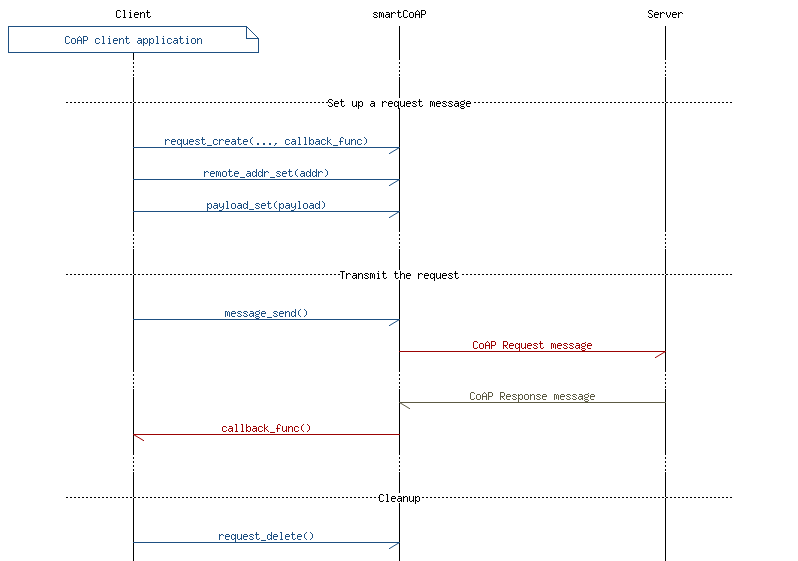 Client smartCoAP Server
CoAP client application
Set up a request message
request_create(..., callback_func)
remote_addr_set(addr)
payload_set(payload)
Transmit the request
message_send()
CoAP Request message
CoAP Response message
callback_func()
Cleanup
request_delete()